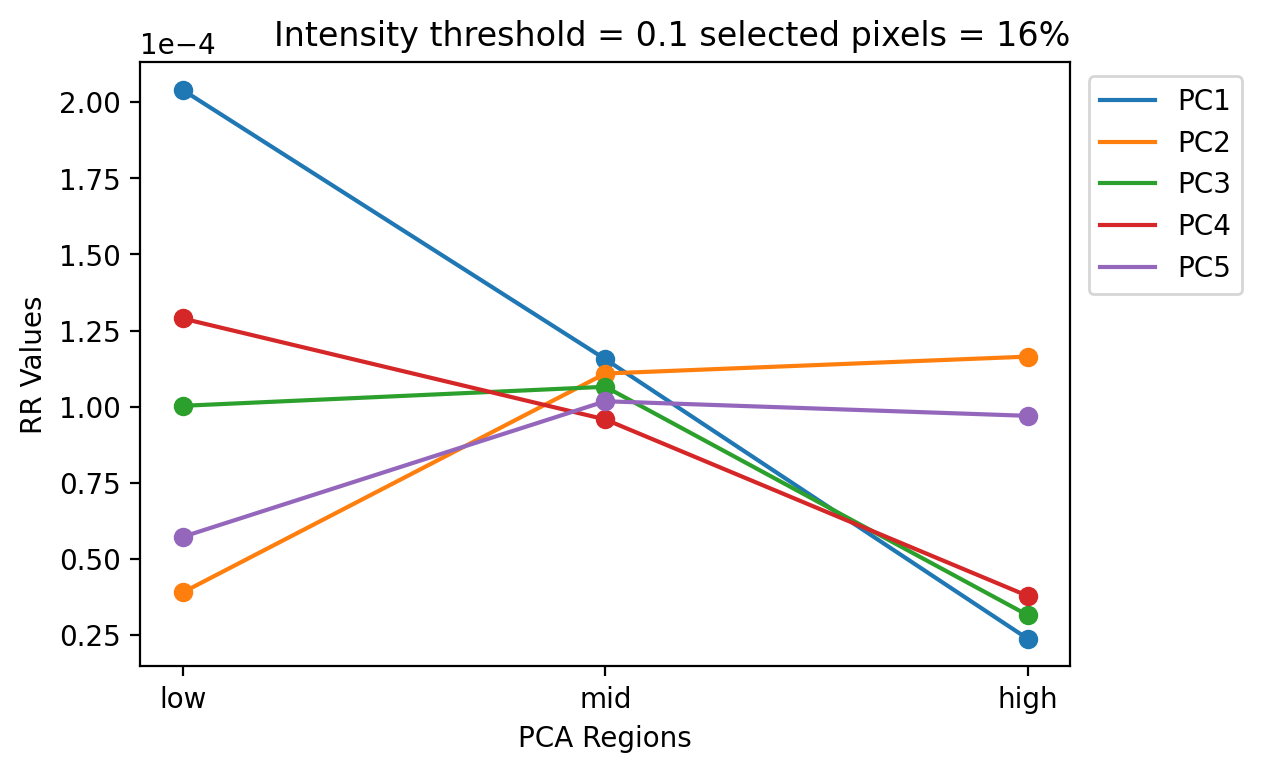 Intensity threshold = 0.1 selected pixels = 16%
1e−4
2.00
1.75
1.50
1.25
1.00
0.75
0.50
0.25
RR Values
low
mid
high
PCA Regions
PC1
PC2
PC3
PC4
PC5